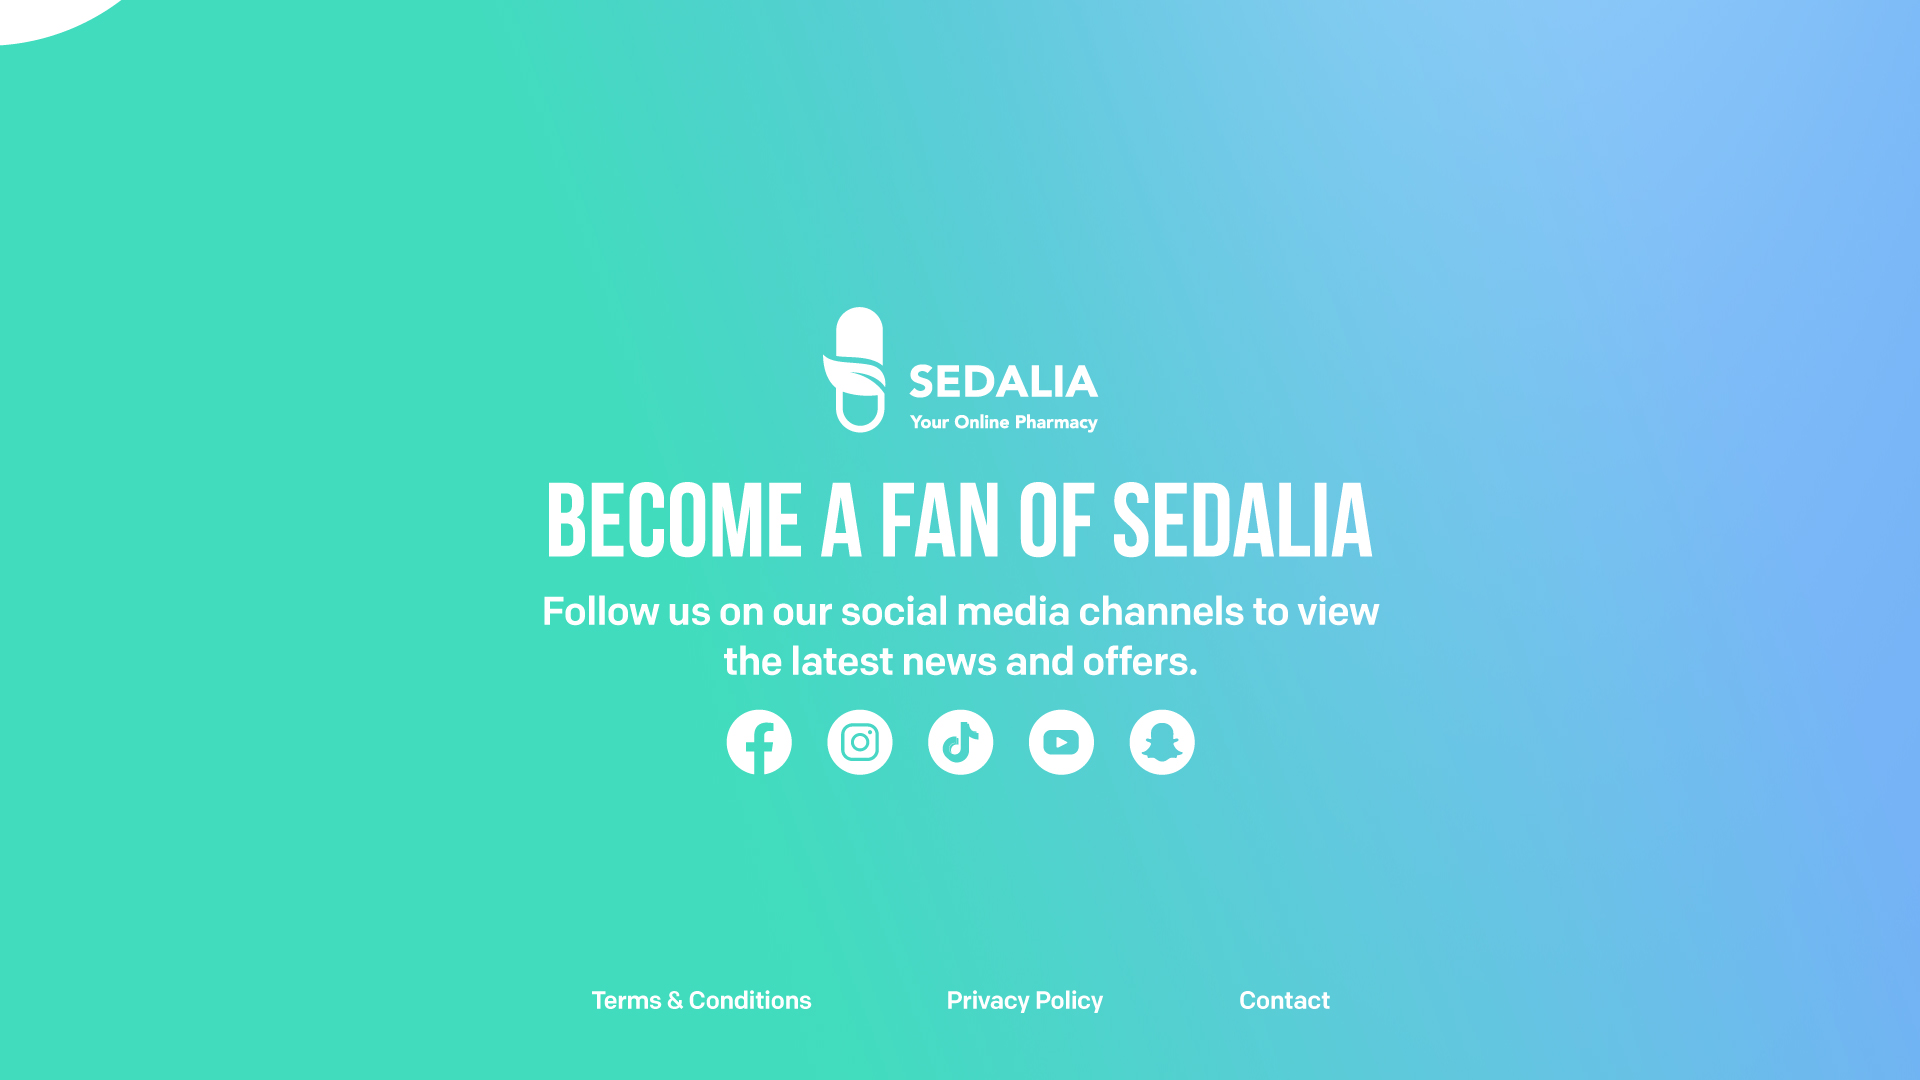 SEDALIA
Your Online Pharmacy
BECOME A FAN OF SEDALIA
Follow us on our social media channels to view
the latest news and offers.
Terms & Conditions Privacy Policy Contact